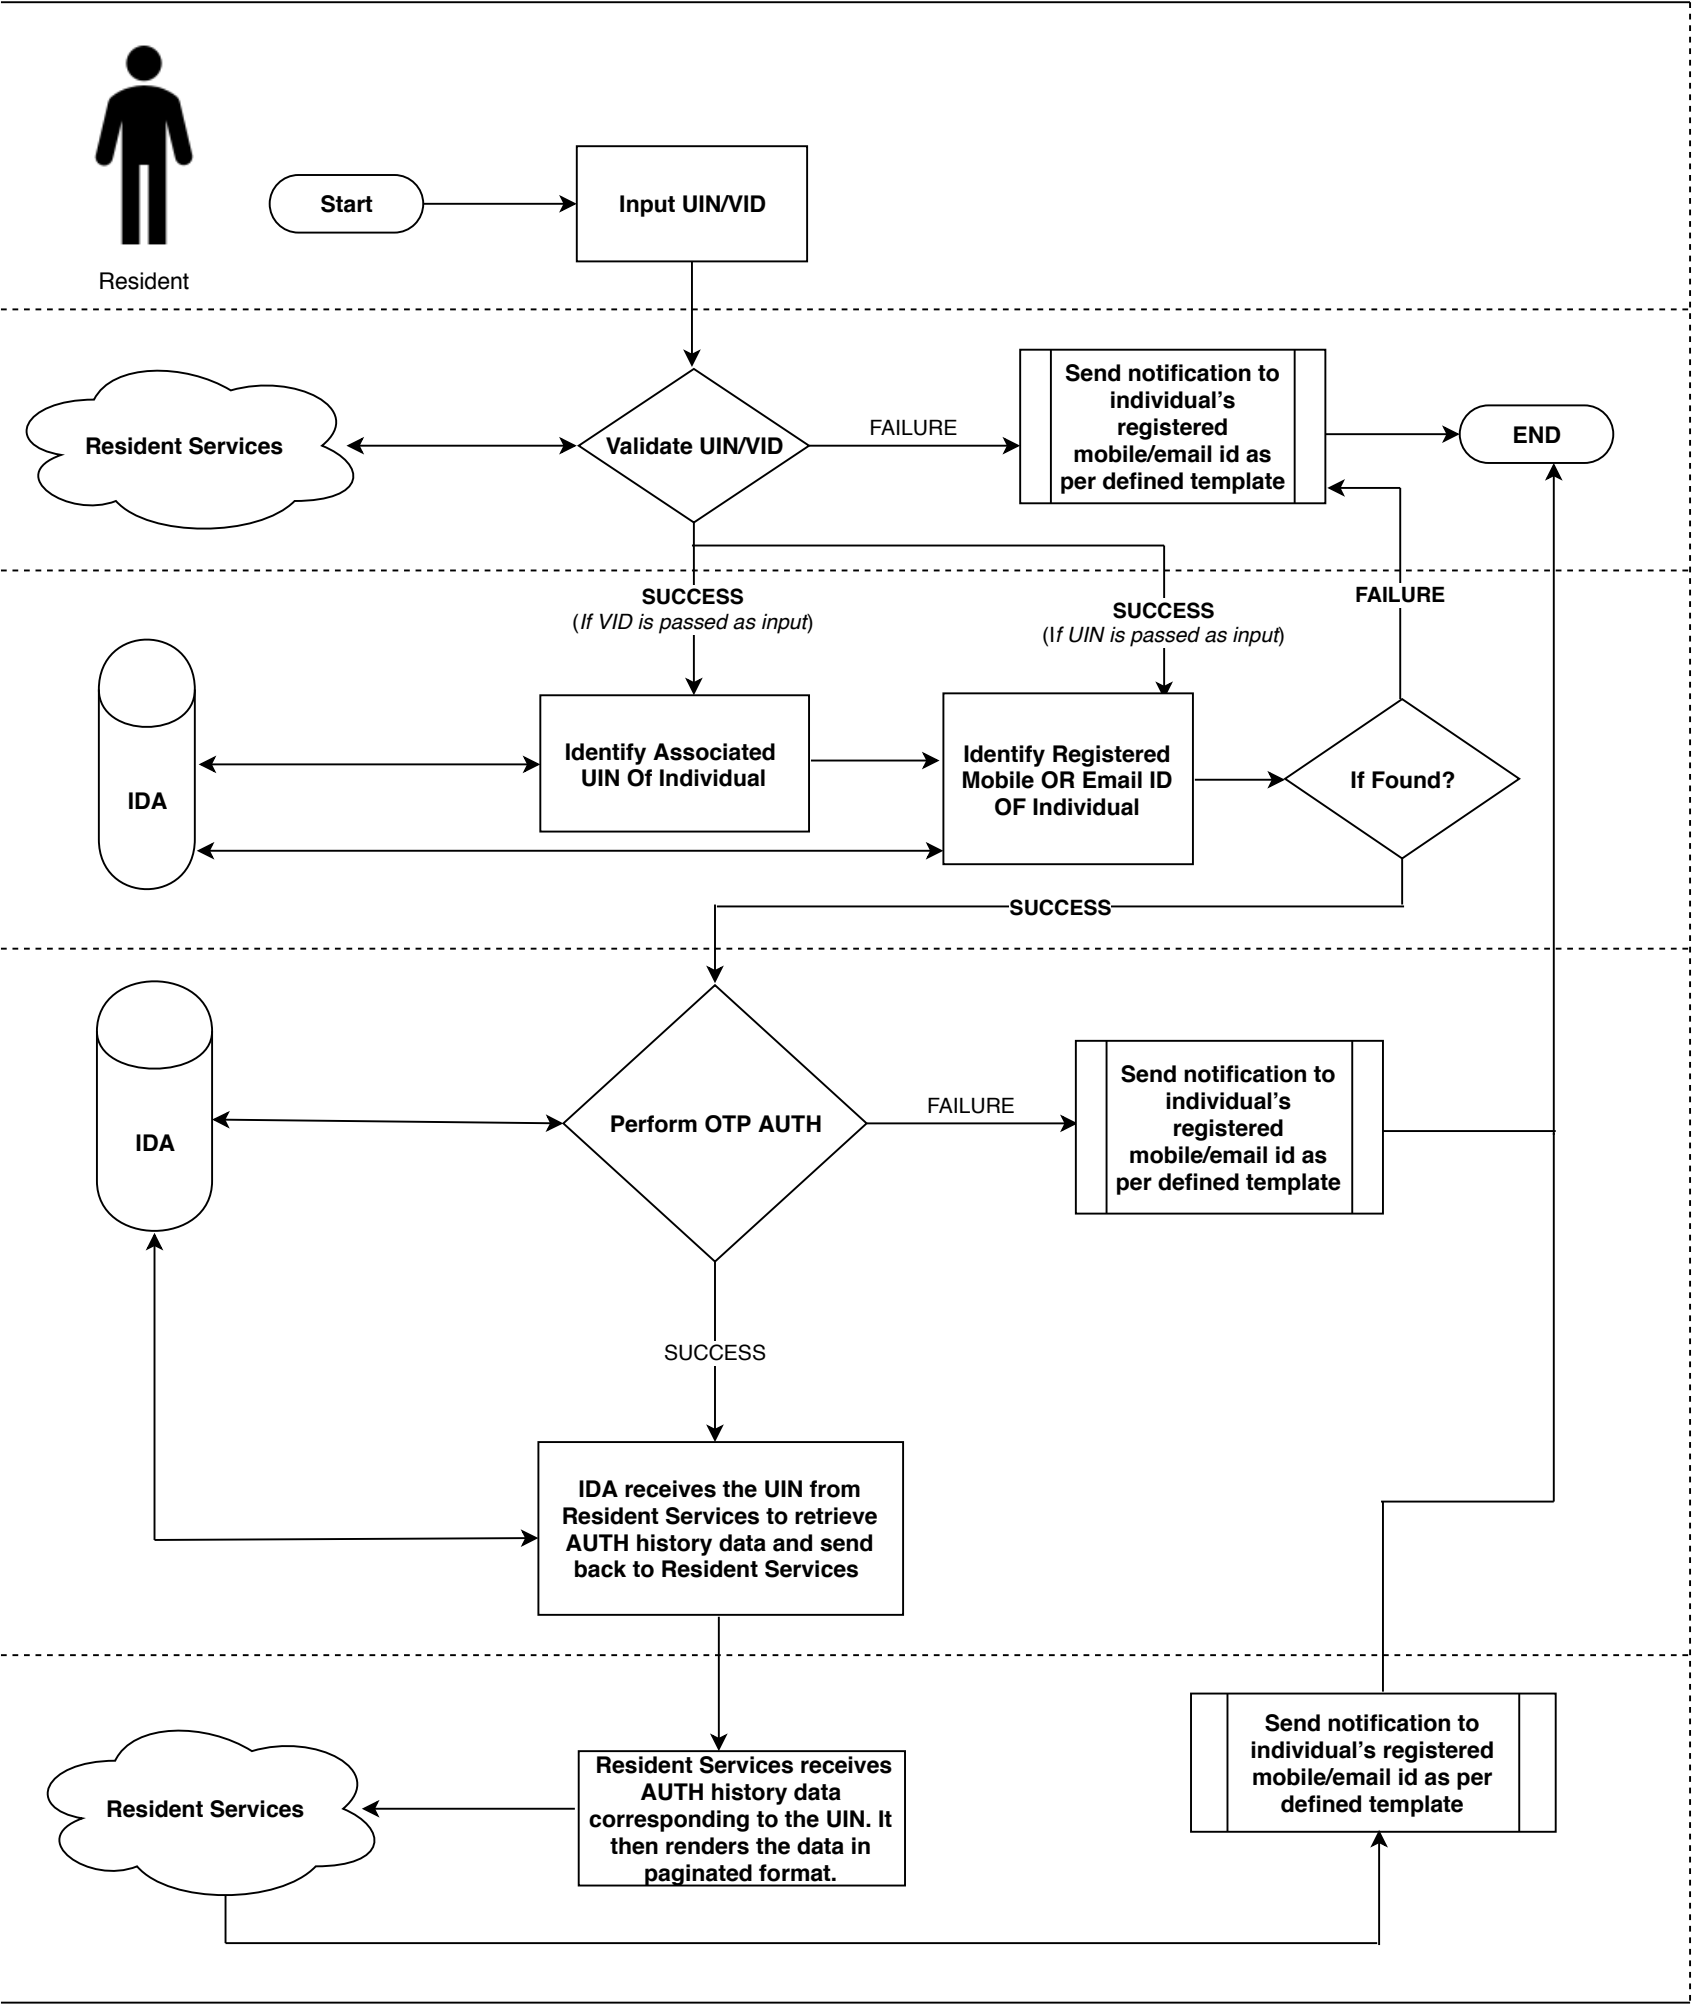 Start
Input UIN/VID
Resident
Resident Services
Validate UIN/VID
FAILURE
Send notification to
individual’s
registered
mobile/email id as
per defined template
END
SUCCESS
(If VID is passed as input)
SUCCESS
(If UIN is passed as input)
FAILURE
IDA
Identify Associated
UIN Of Individual
Identify Registered
Mobile OR Email ID
OF Individual
If Found?
SUCCESS
IDA
Perform OTP AUTH
FAILURE
Send notification to
individual’s
registered
mobile/email id as
per defined template
SUCCESS
IDA receives the UIN from
Resident Services to retrieve
AUTH history data and send
back to Resident Services
Resident Services
Resident Services receives
AUTH history data
corresponding to the UIN. It
then renders the data in
paginated format.
Send notification to
individual’s registered
mobile/email id as per
defined template